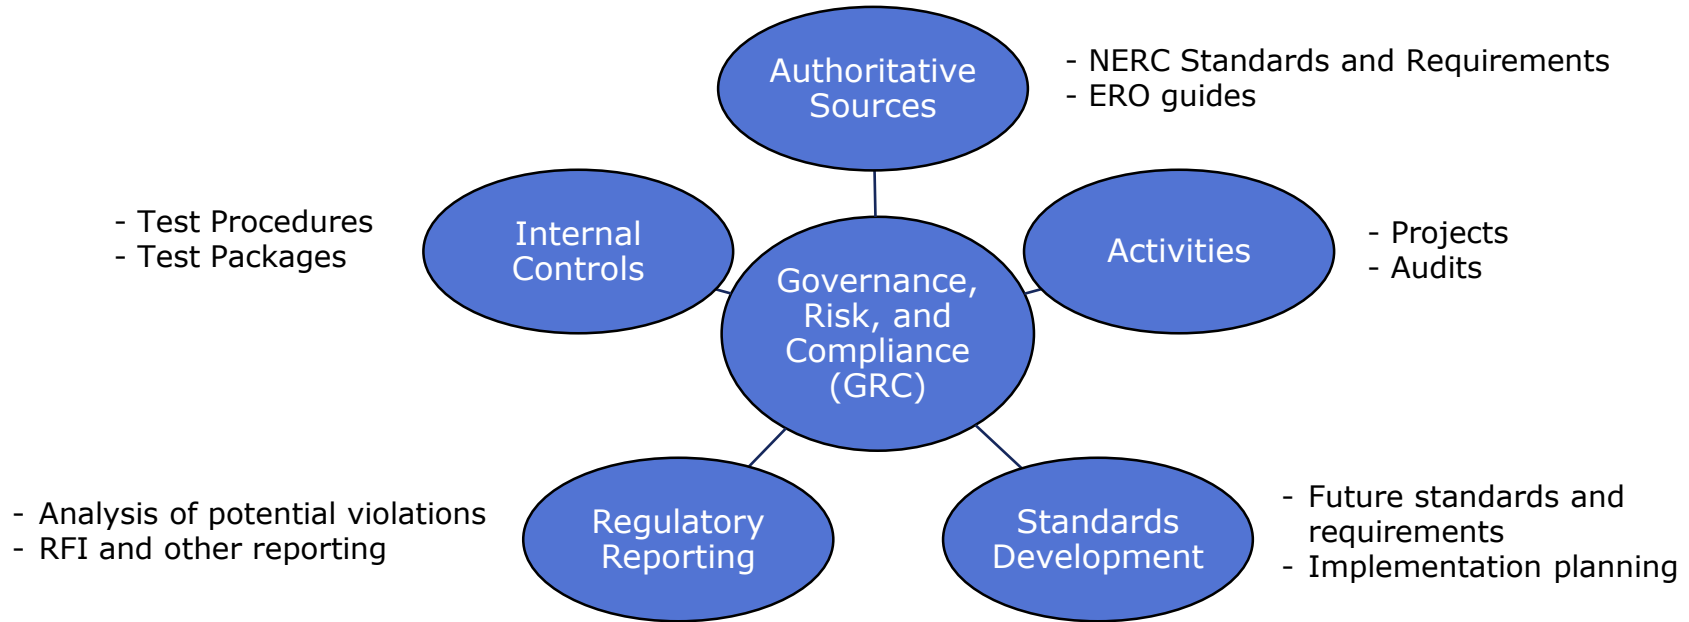 Authoritative
Sources
- NERC Standards and Requirements
- ERO guides
- Test Procedures
- Test Packages
Internal
Controls
Activities
- Projects
- Audits
Governance,
Risk, and
Compliance
(GRC)
- Analysis of potential violations
- RFI and other reporting
Regulatory
Reporting
Standards
Development
- Future standards and
requirements
- Implementation planning